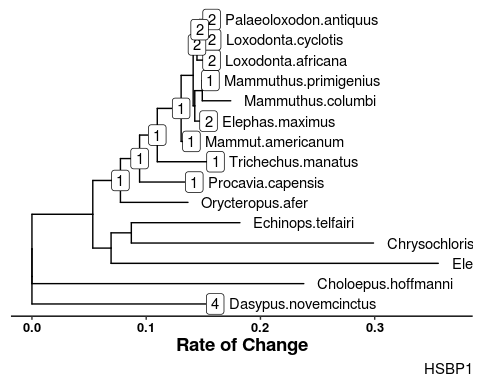 2 Palaeoloxodon.antiquus
2
2 2 Loxodonta.cyclotis
2 Loxodonta.africana
1 Mammuthus.primigenius
Mammuthus.columbi
1
2 Elephas.maximus
1 1 Mammut.americanum
1 1 Trichechus.manatus
1 1 Procavia.capensis
Orycteropus.afer
Echinops.telfairi
Chrysochloris
Ele
Choloepus.hoffmanni
4 Dasypus.novemcinctus
0.0 0.1 0.2 0.3
Rate of Change
HSBP1